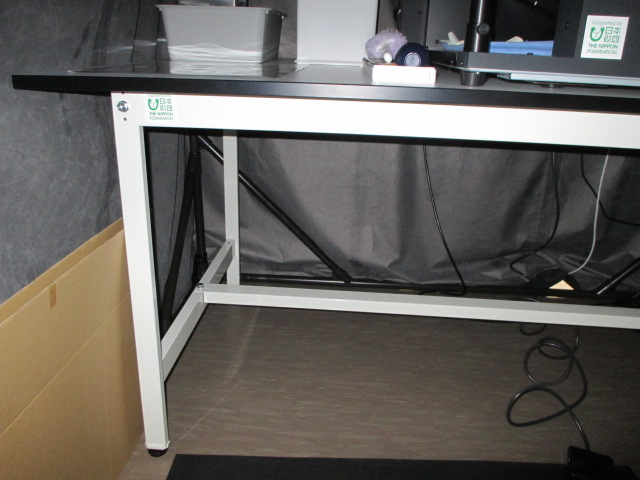 Supported by
日本
財団
THE NIPPON
FOUNDATION
日本
財団
THE NIPPON
FOUNDATION